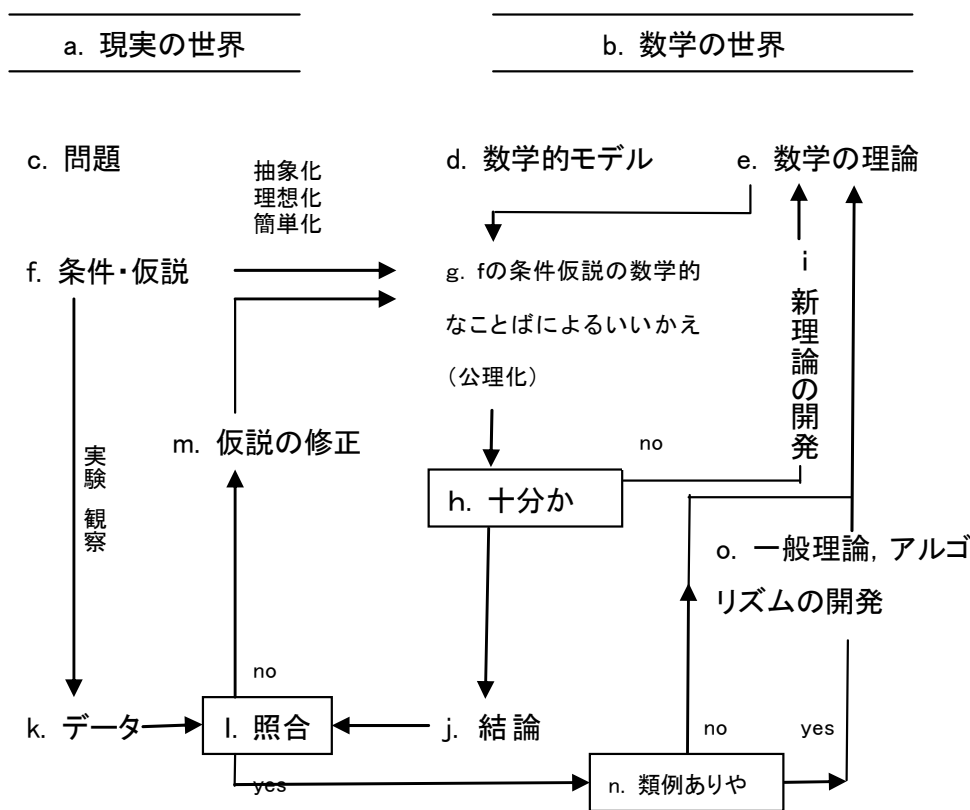 a. 現実の世界
b. 数学の世界
c. 問題
抽象化
理想化
簡単化
d. 数学的モデル
e. 数学の理論
f. 条件・仮説
g. fの条件仮説の数学的
なことばによるいいかえ
(公理化)
i 新理論の開発
m. 仮説の修正
no
実験 観察
h. 十分か
o. 一般理論, アルゴ
リズムの開発
no
k. データ
l. 照合
j. 結論
no
yes
yes
n. 類例ありや